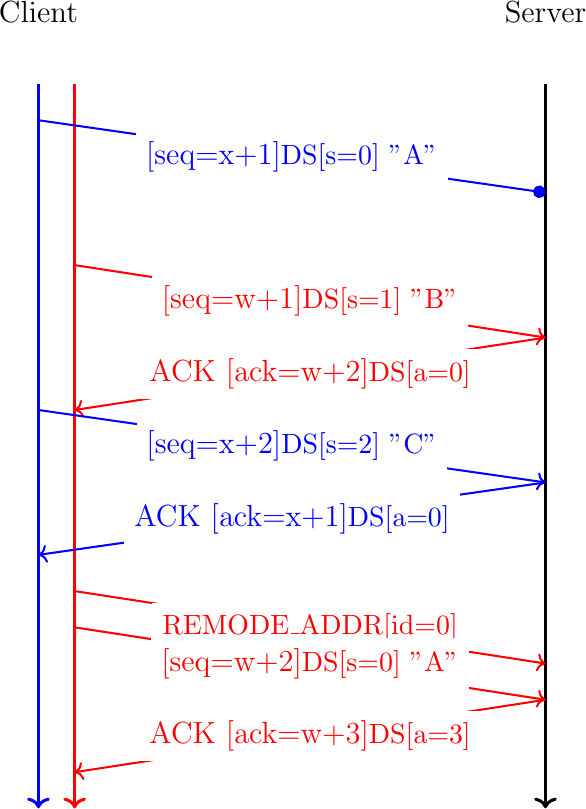 Client Server
[seq=x+1]DS[s=0] ”A”
[seq=w+1]DS[s=1] ”B”
ACK [ack=w+2]DS[a=0]
[seq=x+2]DS[s=2] ”C”
ACK [ack=x+1]DS[a=0]
REMODE_ADDR[id=0]
[seq=w+2]DS[s=0] ”A”
ACK [ack=w+3]DS[a=3]